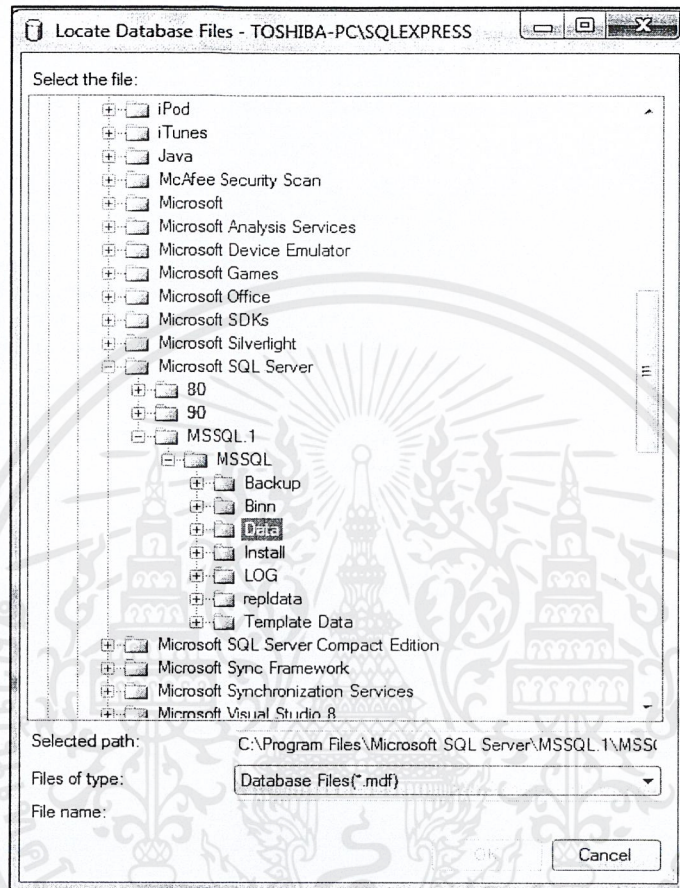 Locate Database Files - TOSHIBA-PC\SQLEXPRESS
Select the file:
iPod
iTunes
Java
McAfee Security Scan
Microsoft
Microsoft Analysis Services
Microsoft Device Emulator
Microsoft Games
Microsoft Office
Microsoft SDKs
Microsoft Silverlight
Microsoft SQL Server
80
90
MSSQL.1
MSSQL
Backup
Binn
Data
Install
LOG
repldata
Template Data
Microsoft SQL Server Compact Edition
Microsoft Sync Framework
Microsoft Synchronization Services
Microsoft Visual Studio 8
Selected path: C:\Program Files\Microsoft SQL Server\MSSQL.1\MSS(
Files of type: Database Files(*.mdf)
File name:
OK Cancel